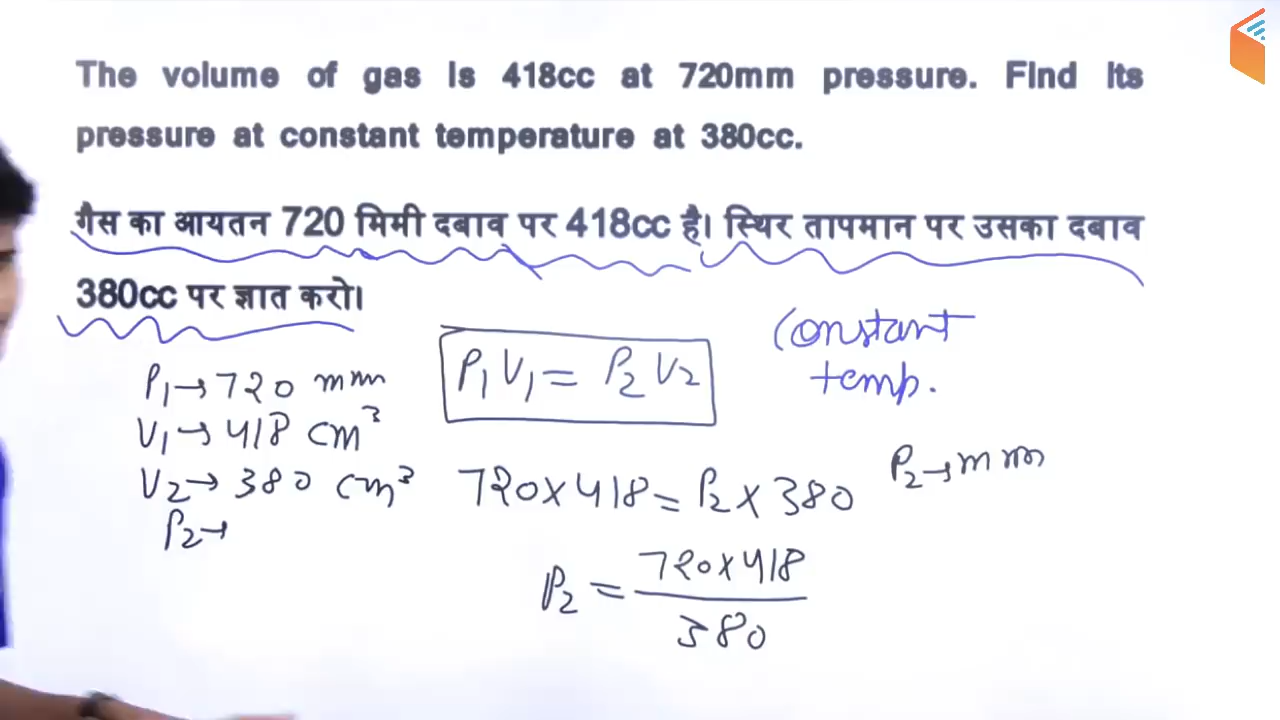 The volume of gas is 418cc at 720mm pressure. Find its
pressure at constant temperature at 380cc.
गैस का आयतन 720 मिमी दबाव पर 418cc है। स्थिर तापमान पर उसका दबाव
380cc पर ज्ञात करो।
Constant
temp.
P₁V₁ = P₂V₂
P₁→720 mm
V₁→418 cm³
V₂→380 cm³
P₂→
720×418 = P₂×380
P₂→mm
P₂ = 720×418
380